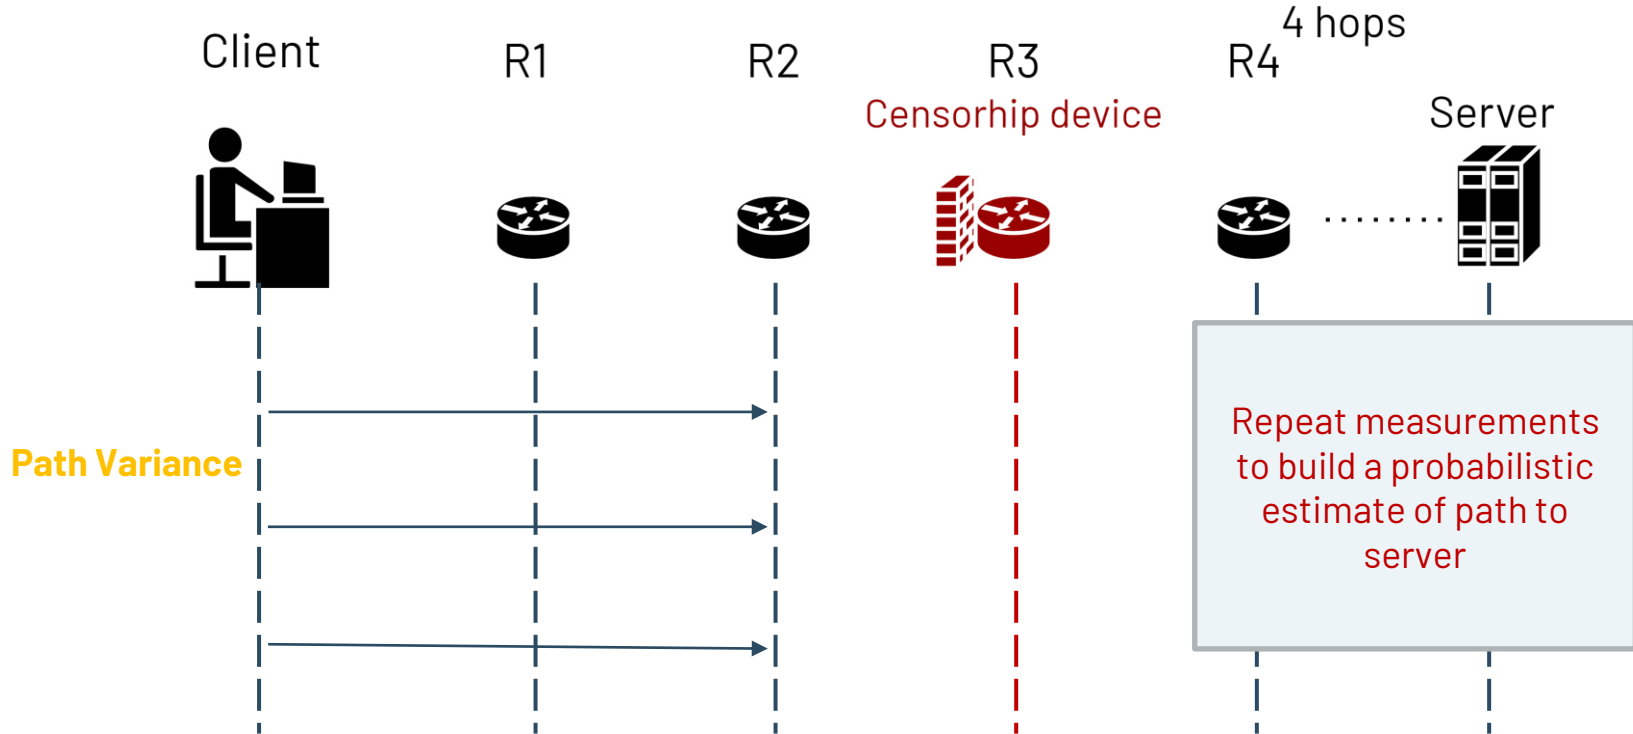 4 hops
Client
R1
R2
R3
R4
Censorhip device
Server
Path Variance
Repeat measurements
to build a probabilistic
estimate of path to
server